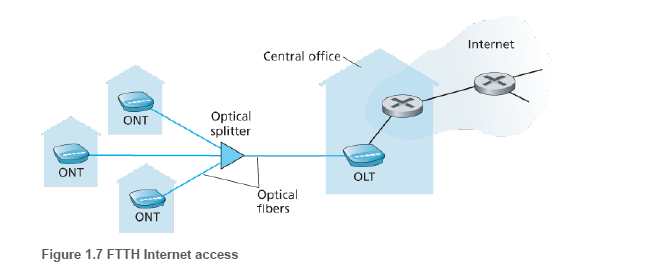 Internet
Central office
Optical
splitter
ONT
ONT
ONT
OLT
Optical
fibers
Figure 1.7 FTTH Internet access